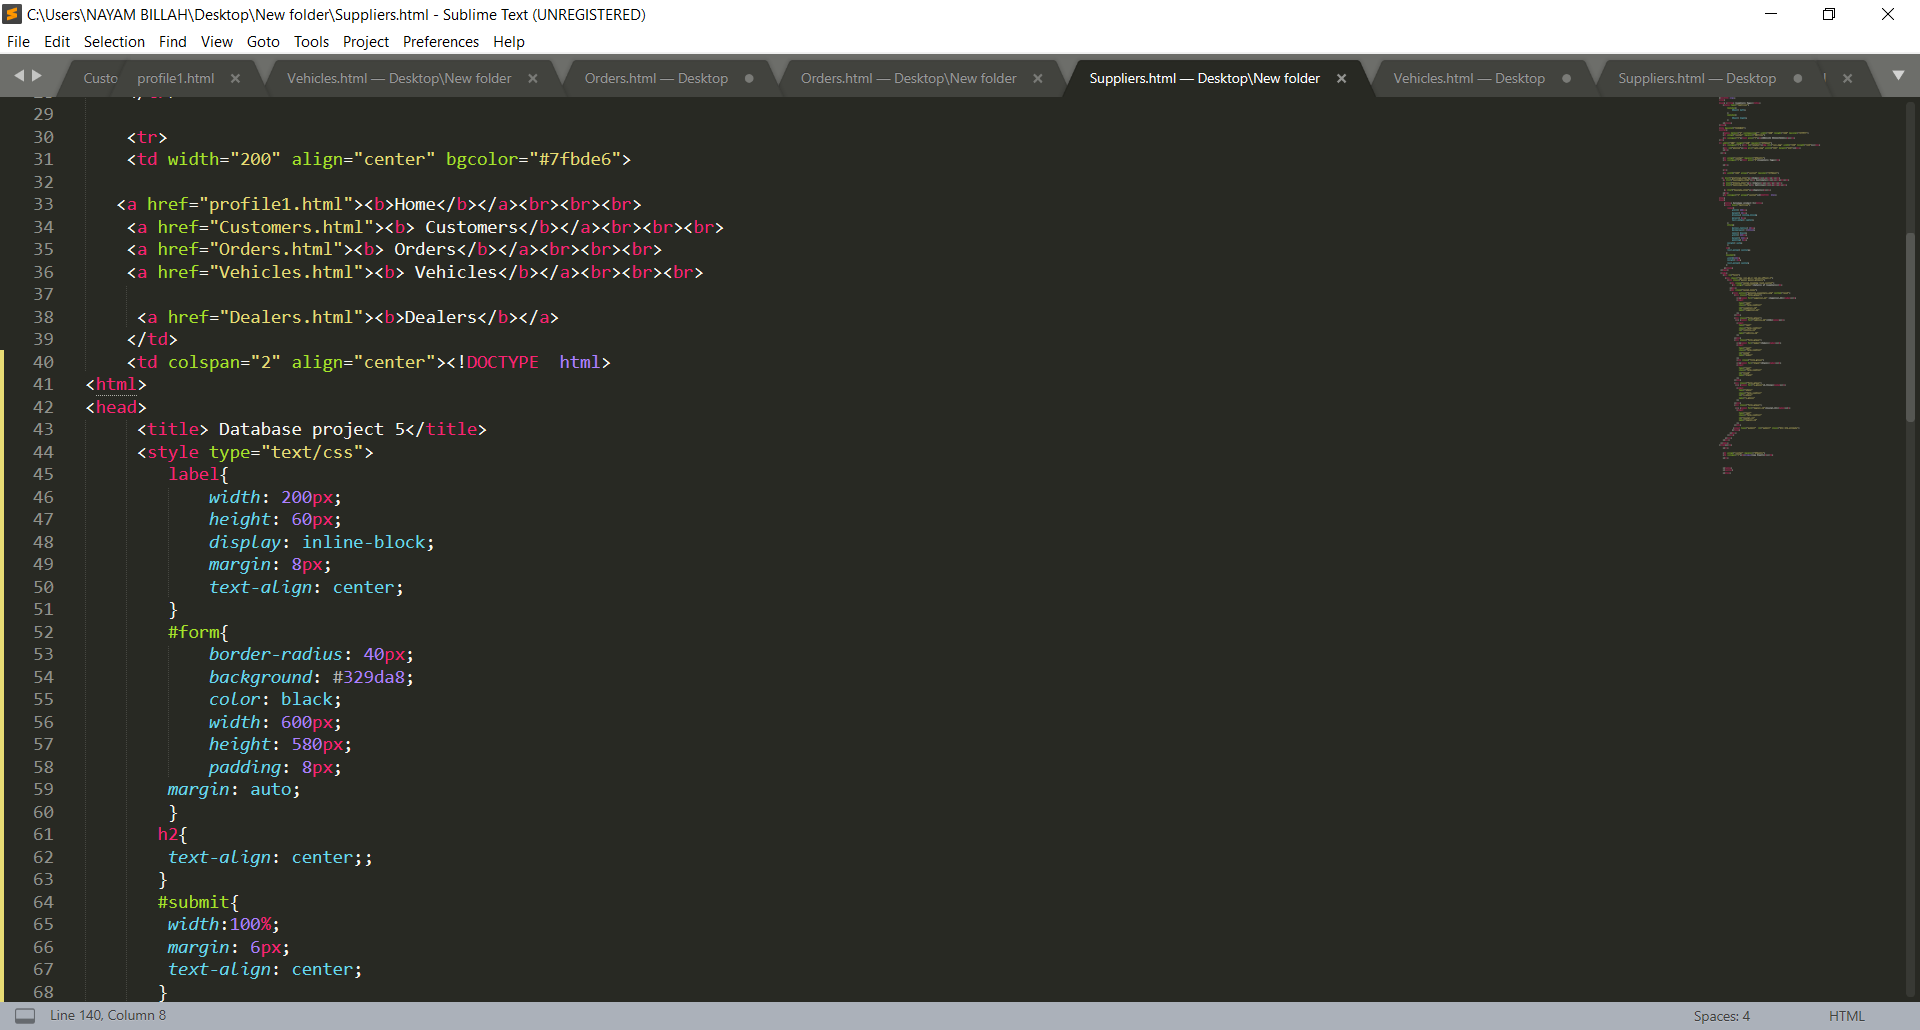 C:\Users\NAYAM BILLAH\Desktop\New folder\Suppliers.html - Sublime Text (UNREGISTERED)
File Edit Selection Find View Goto Tools Project Preferences Help
Custo profile1.html Vehicles.html — Desktop\New folder Orders.html — Desktop Orders.html — Desktop\New folder Suppliers.html — Desktop\New folder Vehicles.html — Desktop Suppliers.html — Desktop
29
30 <tr>
31 <td width="200" align="center" bgcolor="#7fbde6">
32
33 <a href="profile1.html"><b>Home</b></a><br><br><br>
34 <a href="Customers.html"><b> Customers</b></a><br><br><br>
35 <a href="Orders.html"><b> Orders</b></a><br><br><br>
36 <a href="Vehicles.html"><b> Vehicles</b></a><br><br><br>
37
38 <a href="Dealers.html"><b>Dealers</b></a>
39 </td>
40 <td colspan="2" align="center"><!DOCTYPE  html>
41 <html>
42 <head>
43 <title> Database project 5</title>
44 <style type="text/css">
45 label{
46 width: 200px;
47 height: 60px;
48 display: inline-block;
49 margin: 8px;
50 text-align: center;
51 }
52 #form{
53 border-radius: 40px;
54 background: #329da8;
55 color: black;
56 width: 600px;
57 height: 580px;
58 padding: 8px;
59 margin: auto;
60 }
61 h2{
62 text-align: center;;
63 }
64 #submit{
65 width:100%;
66 margin: 6px;
67 text-align: center;
68 }
Line 140, Column 8 Spaces: 4 HTML